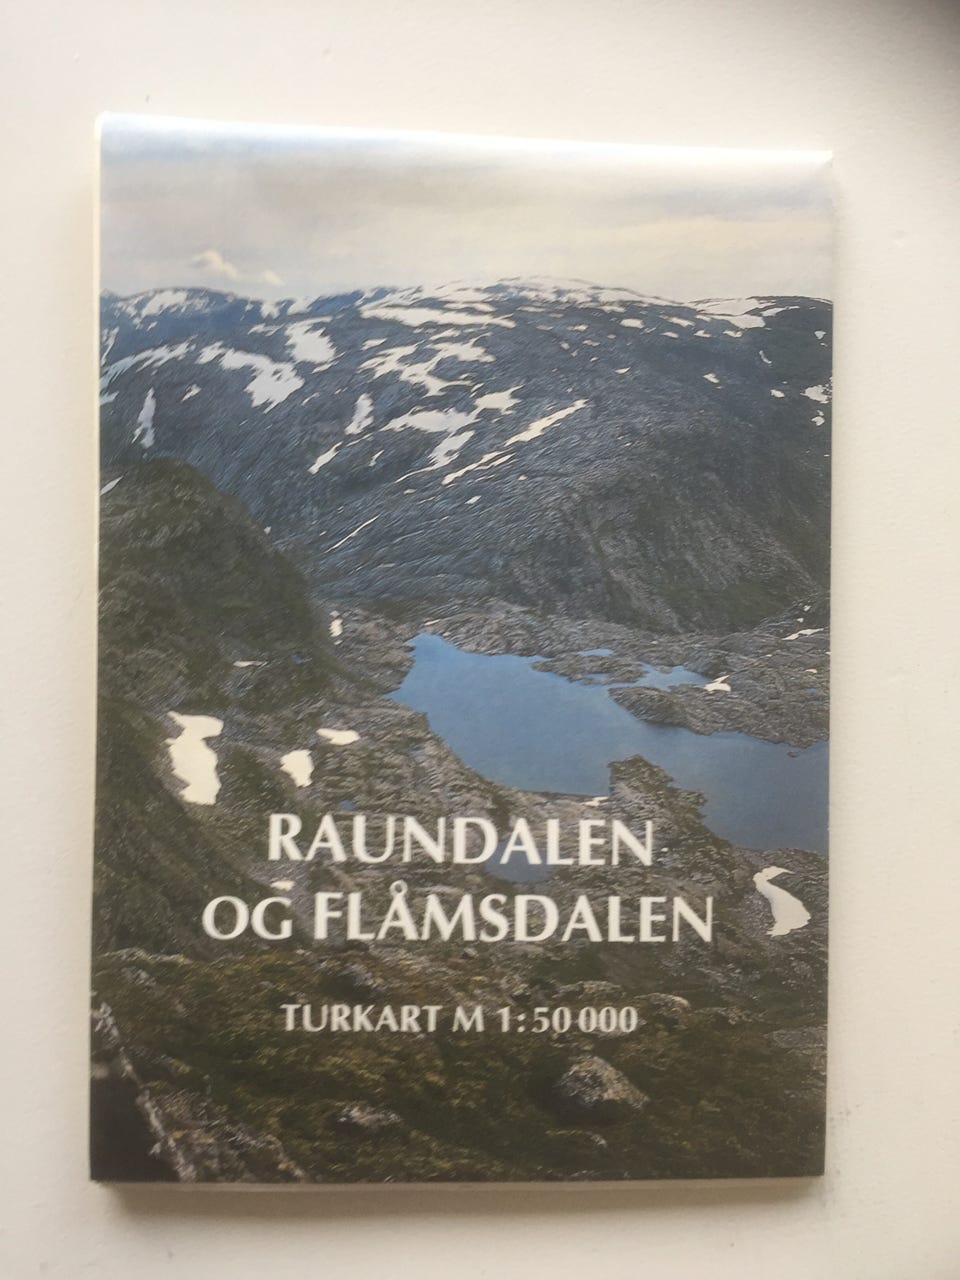 RAUNDALEN
OG FLÅMSDALEN
TURKART M 1:50 000